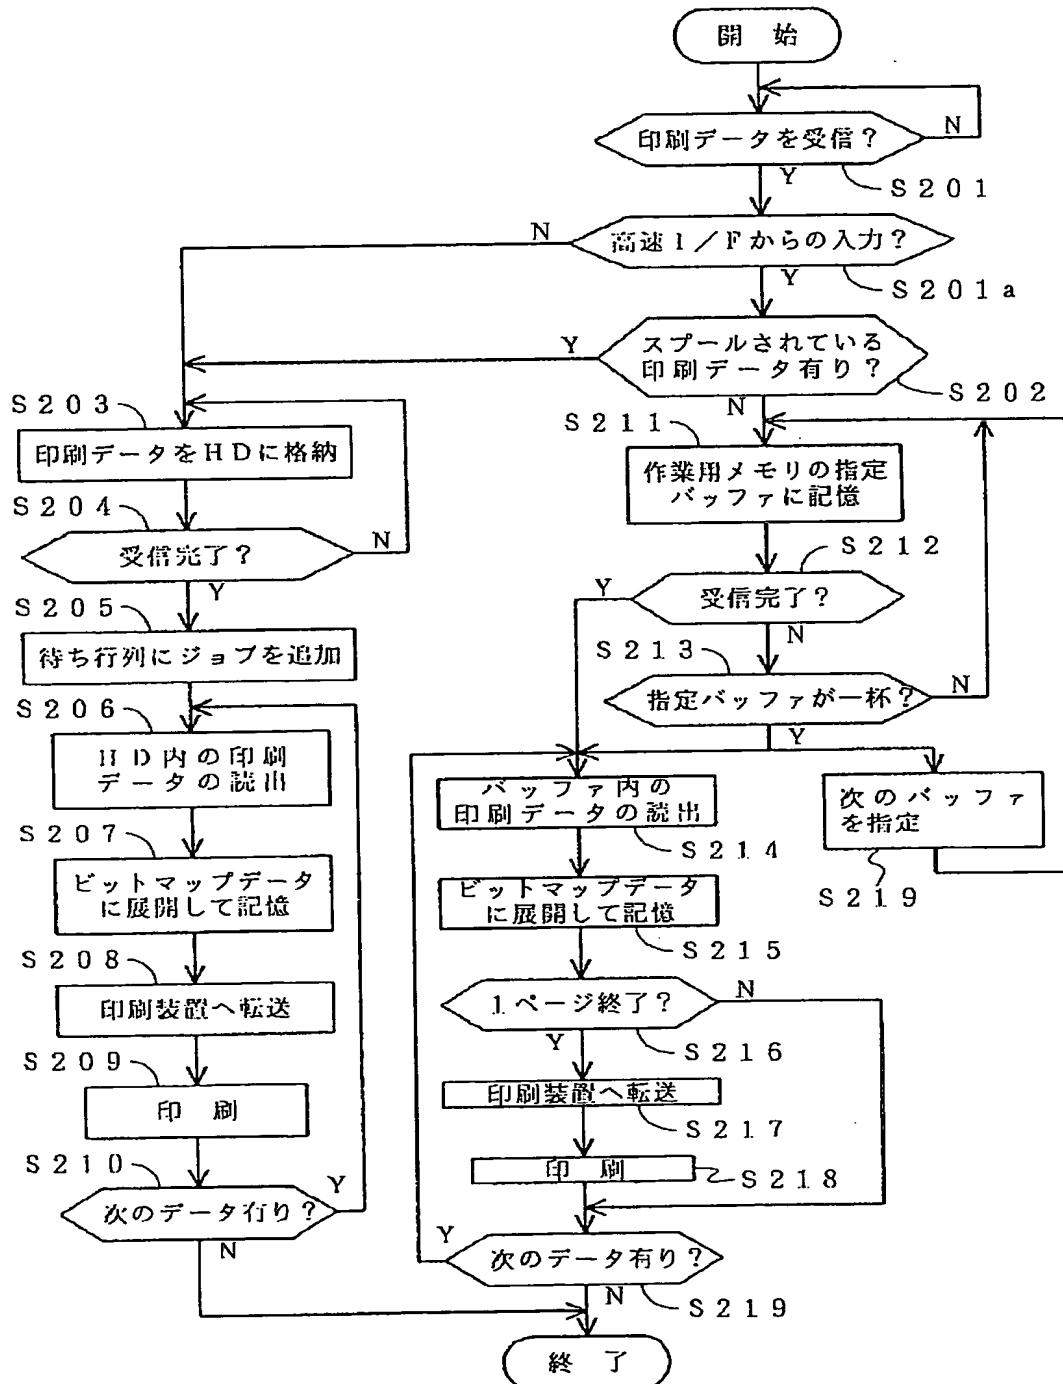 開 始
印刷データを受信?
N
Y
S201
高速I/Fからの入力?
N
Y
S201a
スプールされている
印刷データ有り?
Y
S202
N
S203
印刷データをHDに格納
S204
受信完了?
N
Y
S205
待ち行列にジョブを追加
S206
HD内の印刷
データの読出
S207
ビットマップデータ
に展開して記憶
S208
印刷装置へ転送
S209
印 刷
S210
次のデータ有り?
Y
N
S211
作業用メモリの指定
バッファに記憶
S212
受信完了?
Y
N
S213
指定バッファが一杯?
N
Y
バッファ内の
印刷データの読出
S214
次のバッファ
を指定
S219
ビットマップデータ
に展開して記憶
S215
1ページ終了?
N
Y
S216
印刷装置へ転送
S217
印 刷
S218
次のデータ有り?
Y
N
S219
終 了